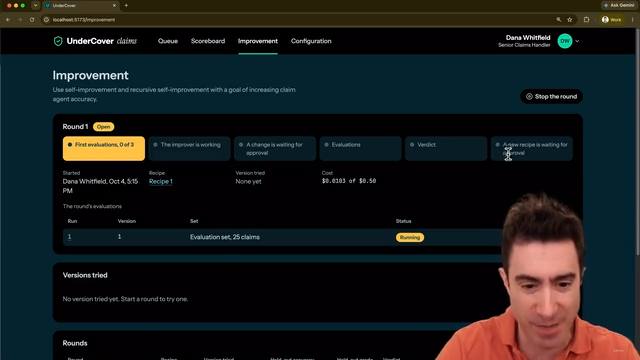 UnderCover claims
localhost:5173/improvement
Ask Gemini
Work
UnderCover claims
Queue
Scoreboard
Improvement
Configuration
Dana Whitfield
Senior Claims Handler
DW
Improvement
Use self-improvement and recursive self-improvement with a goal of increasing claim
agent accuracy.
Stop the round
Round 1
Open
First evaluations, 0 of 3
The improver is working
A change is waiting for
approval
Evaluations
Verdict
A new recipe is waiting for
approval
Started
Recipe
Version tried
Cost
Dana Whitfield, Oct 4, 5:15
PM
Recipe 1
None yet
$0.0103 of $0.50
The round's evaluations
Run
Version
Set
Status
1
1
Evaluation set, 25 claims
Running
Versions tried
No version tried yet. Start a round to try one.
Rounds
Round
Recipe
Version